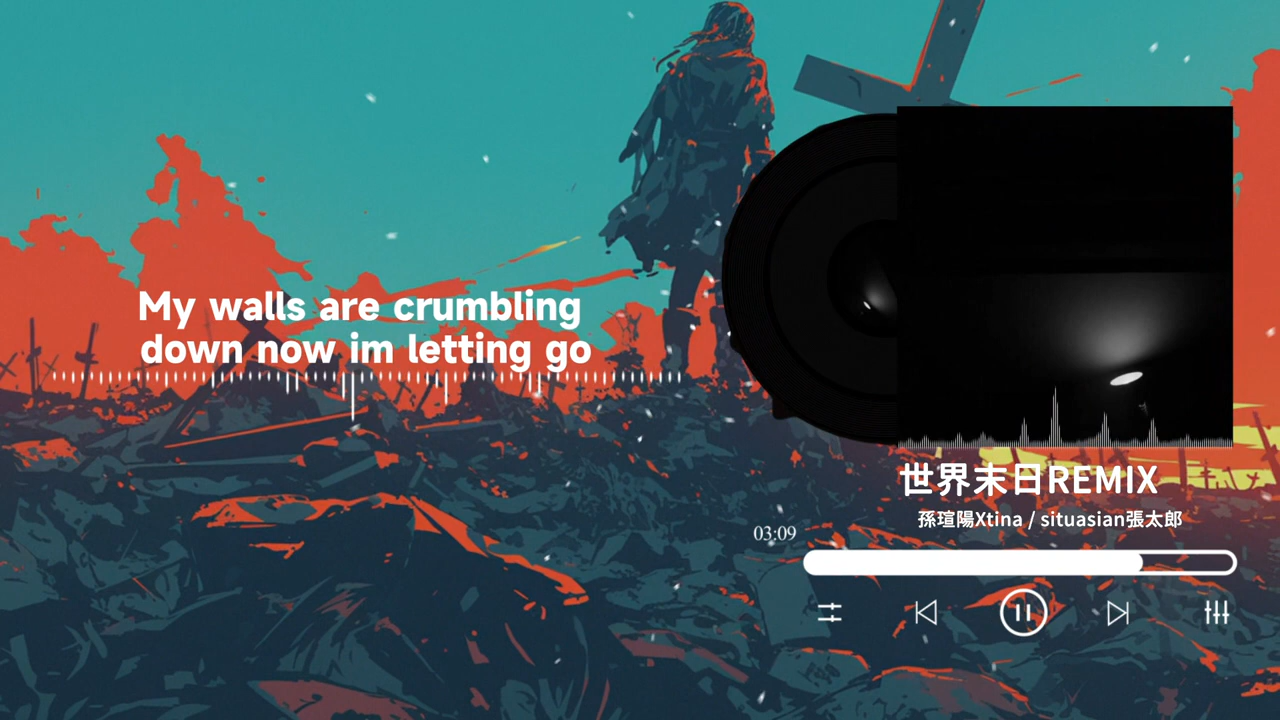 My walls are crumbling
down now im letting go
世界末日REMIX
孫瑄陽Xtina / situasian張太郎
03:09